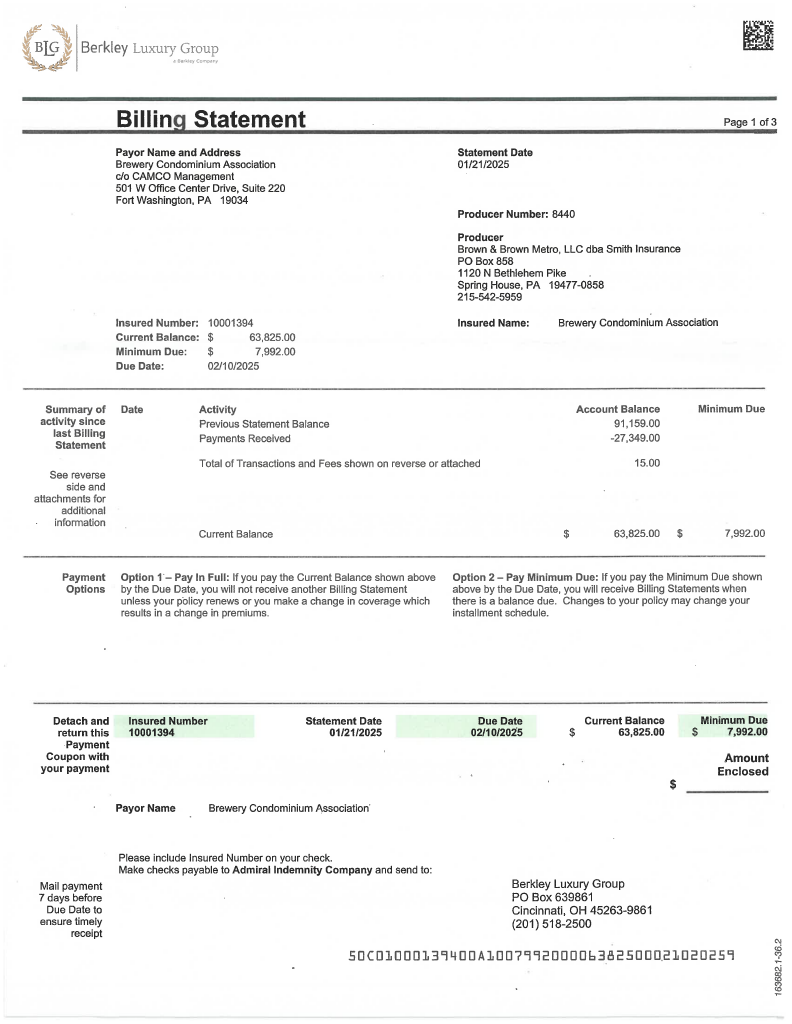 BLG Berkley Luxury Group
a Berkley Company
Billing Statement
Page 1 of 3
Payor Name and Address
Brewery Condominium Association
c/o CAMCO Management
501 W Office Center Drive, Suite 220
Fort Washington, PA 19034
Statement Date
01/21/2025
Producer Number: 8440
Producer
Brown & Brown Metro, LLC dba Smith Insurance
PO Box 858
1120 N Bethlehem Pike
Spring House, PA 19477-0858
215-542-5959
Insured Number: 10001394
Current Balance: $ 63,825.00
Minimum Due: $ 7,992.00
Due Date: 02/10/2025
Insured Name: Brewery Condominium Association
Summary of
activity since
last Billing
Statement
See reverse
side and
attachments for
additional
information
Date Activity Account Balance Minimum Due
Previous Statement Balance 91,159.00
Payments Received -27,349.00
Total of Transactions and Fees shown on reverse or attached 15.00
Current Balance $ 63,825.00 $ 7,992.00
Payment
Options
Option 1 – Pay In Full: If you pay the Current Balance shown above
by the Due Date, you will not receive another Billing Statement
unless your policy renews or you make a change in coverage which
results in a change in premiums.
Option 2 – Pay Minimum Due: If you pay the Minimum Due shown
above by the Due Date, you will receive Billing Statements when
there is a balance due. Changes to your policy may change your
installment schedule.
Detach and
return this
Payment
Coupon with
your payment
Insured Number Statement Date Due Date Current Balance Minimum Due
10001394 01/21/2025 02/10/2025 $ 63,825.00 $ 7,992.00
Amount
Enclosed
$
Payor Name Brewery Condominium Association
Please include Insured Number on your check.
Make checks payable to Admiral Indemnity Company and send to:
Mail payment
7 days before
Due Date to
ensure timely
receipt
Berkley Luxury Group
PO Box 639861
Cincinnati, OH 45263-9861
(201) 518-2500
50C01000139400A100799200006382500021020259
163682.1-36.2